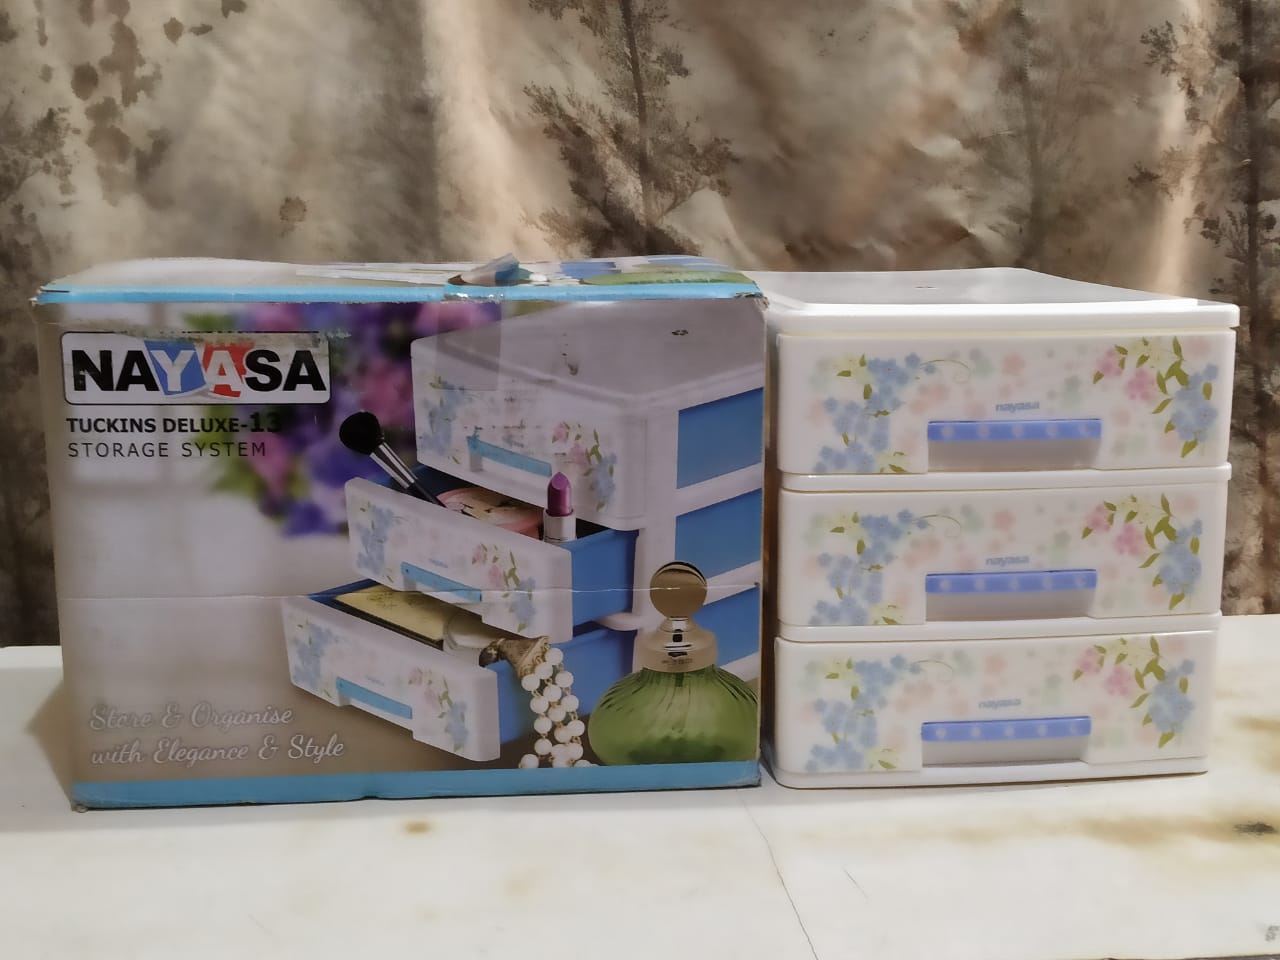 NAYASA
TUCKINS DELUXE-13
STORAGE SYSTEM
Store & Organise
with Elegance & Style
nayasa
nayasa
nayasa